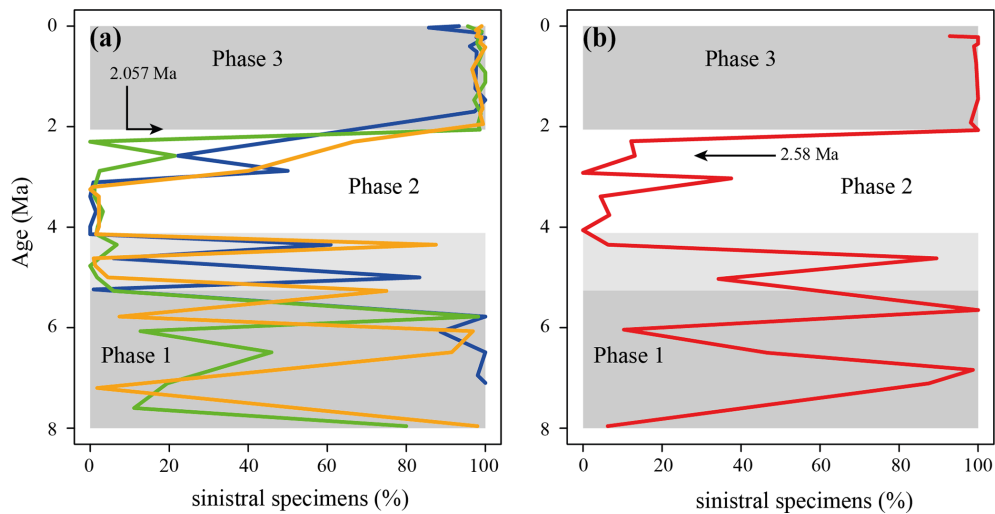 (a)
Phase 3
2.057 Ma
Phase 2
Phase 1
0
2
4
6
8
Age (Ma)
0 20 40 60 80 100
sinistral specimens (%)
(b)
Phase 3
2.58 Ma
Phase 2
Phase 1
0
2
4
6
8
0 20 40 60 80 100
sinistral specimens (%)